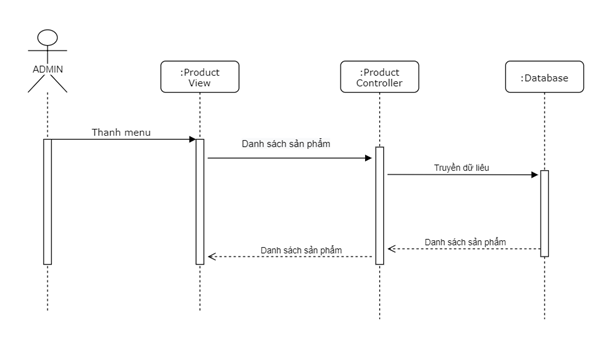 ADMIN
:Product
View
:Product
Controller
:Database
Thanh menu
Danh sách sản phẩm
Truyền dữ liêu
Danh sách sản phẩm
Danh sách sản phẩm